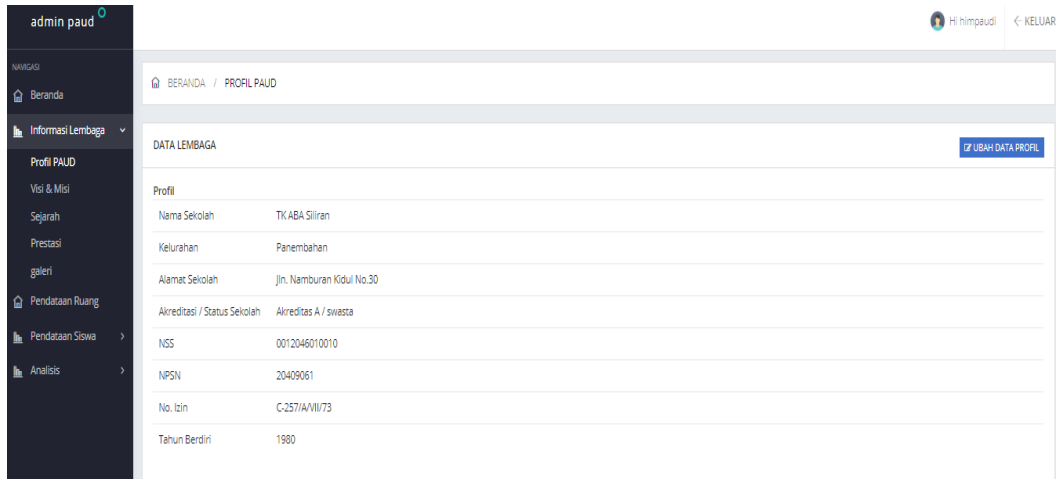 admin paud
Hi himpaudi
KELUAR
NAVIGASI
Beranda
Informasi Lembaga
Profil PAUD
Visi & Misi
Sejarah
Prestasi
galeri
Pendataan Ruang
Pendataan Siswa
Analisis
BERANDA / PROFIL PAUD
DATA LEMBAGA
UBAH DATA PROFIL
Profil
Nama Sekolah TK ABA Siliran
Kelurahan Panembahan
Alamat Sekolah Jln. Namburan Kidul No.30
Akreditasi / Status Sekolah Akreditas A / swasta
NSS 0012046010010
NPSN 20409061
No. Izin C-257/A/VII/73
Tahun Berdiri 1980